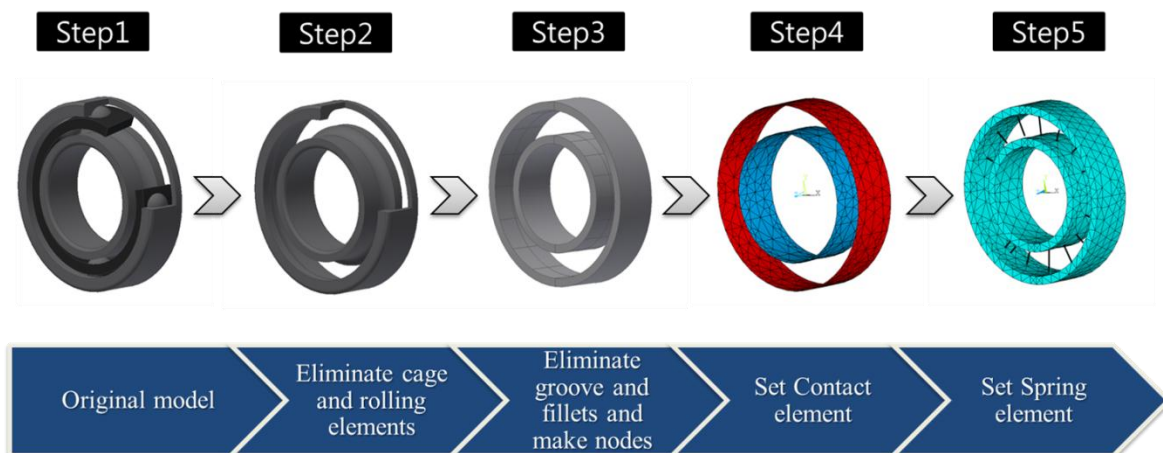 Step1
Step2
Step3
Step4
Step5
X
Original model
Eliminate cage
and rolling
elements
Eliminate
groove and
fillets and
make nodes
Set Contact
element
Set Spring
element